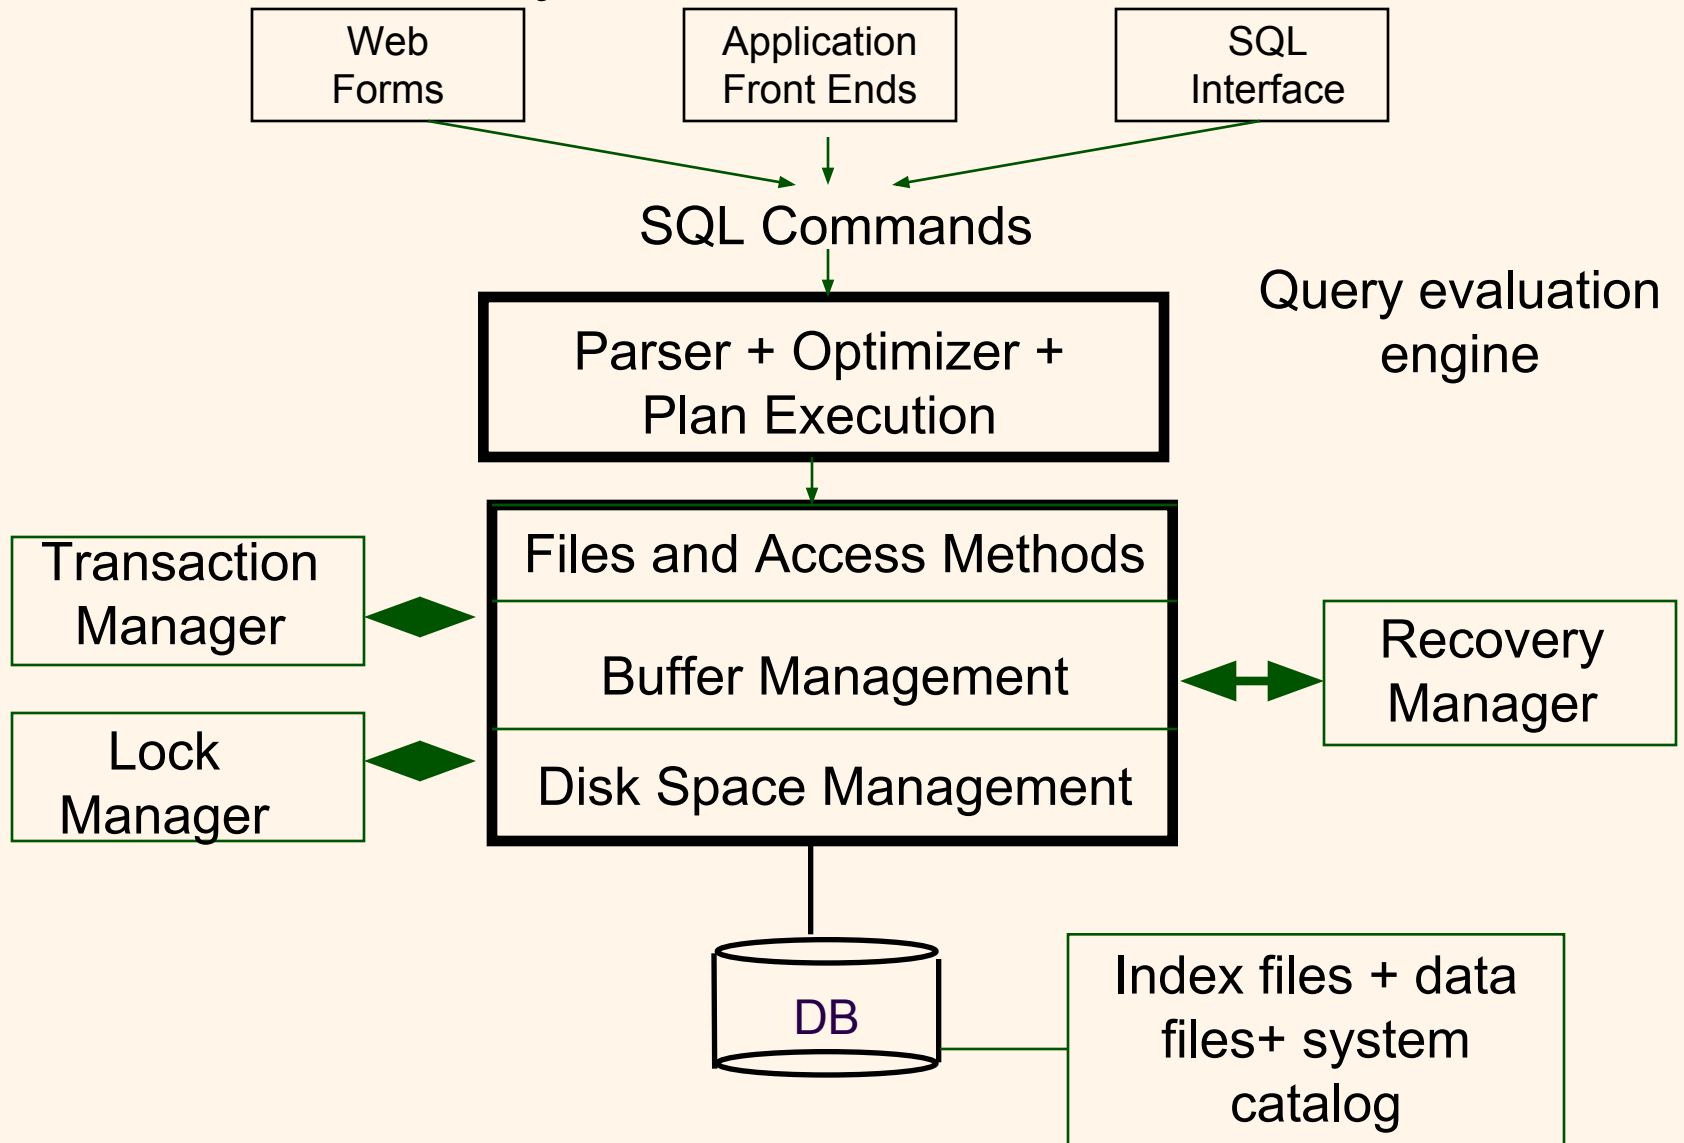 Web
Forms
Application
Front Ends
SQL
Interface
SQL Commands
Query evaluation
engine
Parser + Optimizer +
Plan Execution
Files and Access Methods
Transaction
Manager
Buffer Management
Recovery
Manager
Lock
Manager
Disk Space Management
DB
Index files + data
files+ system
catalog